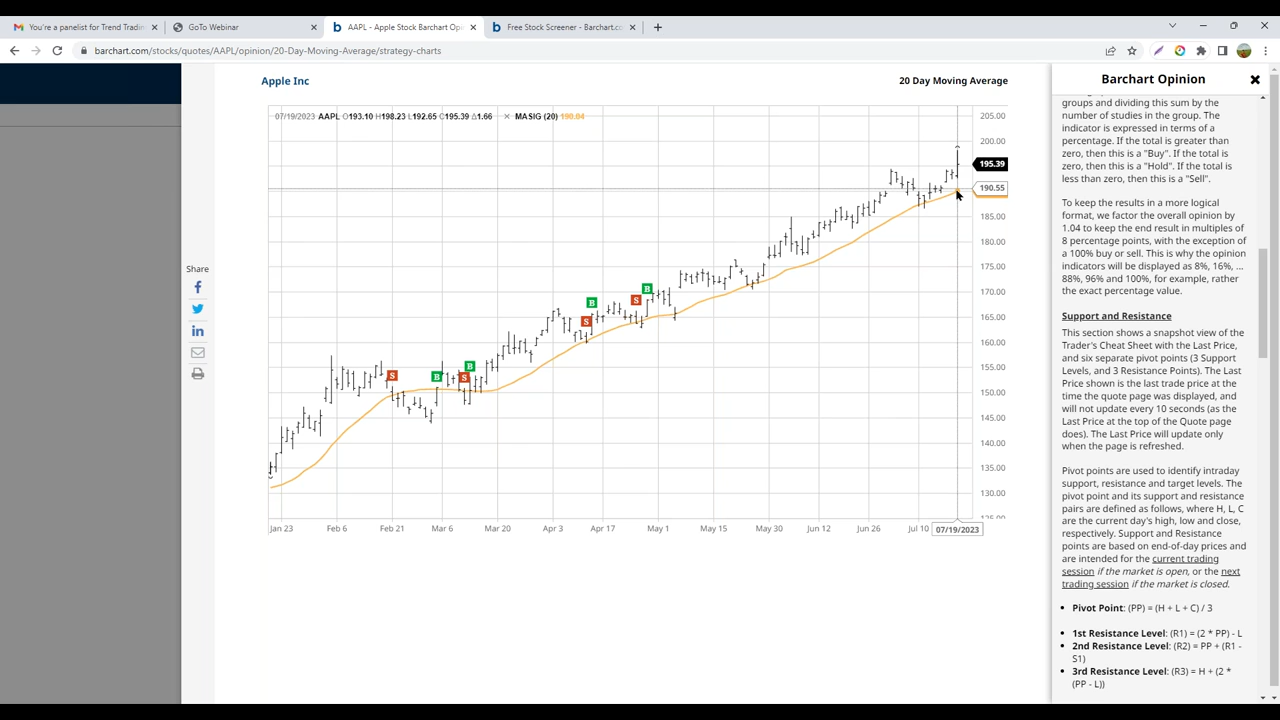 You're a panelist for Trend Tradin
GoTo Webinar
AAPL - Apple Stock Barchart Opi
Free Stock Screener - Barchart.co
barchart.com/stocks/quotes/AAPL/opinion/20-Day-Moving-Average/strategy-charts
Apple Inc
20 Day Moving Average
07/19/2023 AAPL O193.10 H198.23 L192.65 C195.39 Δ1.66 × MASIG (20) 190.04
205.00
200.00
195.39
190.55
185.00
180.00
175.00
170.00
165.00
160.00
155.00
150.00
145.00
140.00
135.00
130.00
125.00
S
B
S
B
S
B
S
B
Jan 23
Feb 6
Feb 21
Mar 6
Mar 20
Apr 3
Apr 17
May 1
May 15
May 30
Jun 12
Jun 26
Jul 10
07/19/2023
Share
Barchart Opinion
groups and dividing this sum by the
number of studies in the group. The
indicator is expressed in terms of a
percentage. If the total is greater than
zero, then this is a "Buy". If the total is
zero, then this is a "Hold". If the total is
less than zero, then this is a "Sell".
To keep the results in a more logical
format, we factor the overall opinion by
1.04 to keep the end result in multiples of
8 percentage points, with the exception of
a 100% buy or sell. This is why the opinion
indicators will be displayed as 8%, 16%, ...
88%, 96% and 100%, for example, rather
the exact percentage value.
Support and Resistance
This section shows a snapshot view of the
Trader's Cheat Sheet with the Last Price,
and six separate pivot points (3 Support
Levels, and 3 Resistance Points). The Last
Price shown is the last trade price at the
time the quote page was displayed, and
will not update every 10 seconds (as the
Last Price at the top of the Quote page
does). The Last Price will update only
when the page is refreshed.
Pivot points are used to identify intraday
support, resistance and target levels. The
pivot point and its support and resistance
pairs are defined as follows, where H, L, C
are the current day's high, low and close,
respectively. Support and Resistance
points are based on end-of-day prices and
are intended for the current trading
session if the market is open, or the next
trading session if the market is closed.
• Pivot Point: (PP) = (H + L + C) / 3
• 1st Resistance Level: (R1) = (2 * PP) - L
• 2nd Resistance Level: (R2) = PP + (R1 -
S1)
• 3rd Resistance Level: (R3) = H + (2 *
(PP - L))